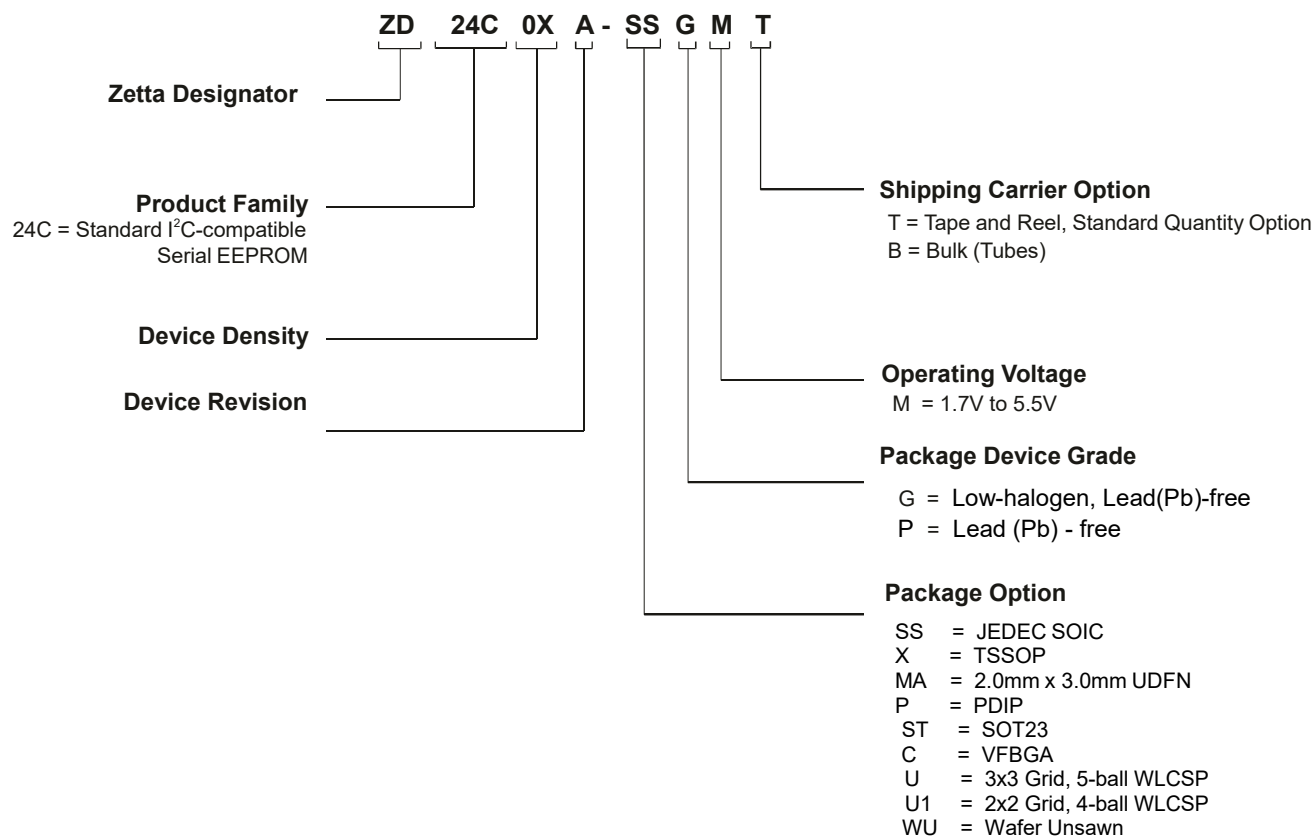 ZD 24C 0X A - SS G M T
Zetta Designator
Product Family
24C = Standard I²C-compatible
Serial EEPROM
Device Density
Device Revision
Shipping Carrier Option
T = Tape and Reel, Standard Quantity Option
B = Bulk (Tubes)
Operating Voltage
M = 1.7V to 5.5V
Package Device Grade
G = Low-halogen, Lead(Pb)-free
P = Lead (Pb) - free
Package Option
SS = JEDEC SOIC
X = TSSOP
MA = 2.0mm x 3.0mm UDFN
P = PDIP
ST = SOT23
C = VFBGA
U = 3x3 Grid, 5-ball WLCSP
U1 = 2x2 Grid, 4-ball WLCSP
WU = Wafer Unsawn